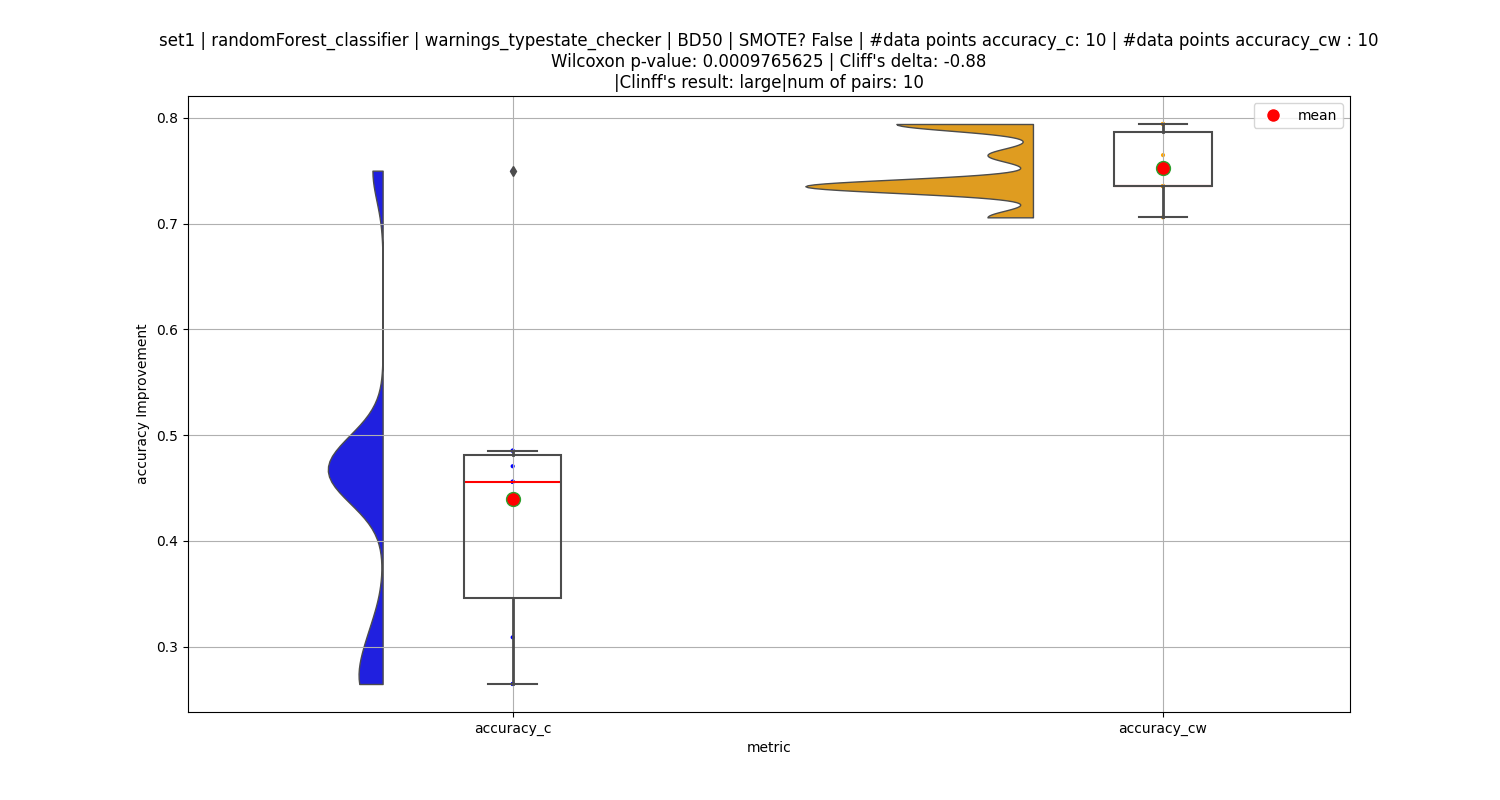 set1 | randomForest_classifier | warnings_typestate_checker | BD50 | SMOTE? False | #data points accuracy_c: 10 | #data points accuracy_cw : 10
Wilcoxon p-value: 0.0009765625 | Cliff's delta: -0.88
|Clinff's result: large|num of pairs: 10
mean
0.8
0.7
0.6
0.5
0.4
0.3
accuracy Improvement
accuracy_c
accuracy_cw
metric